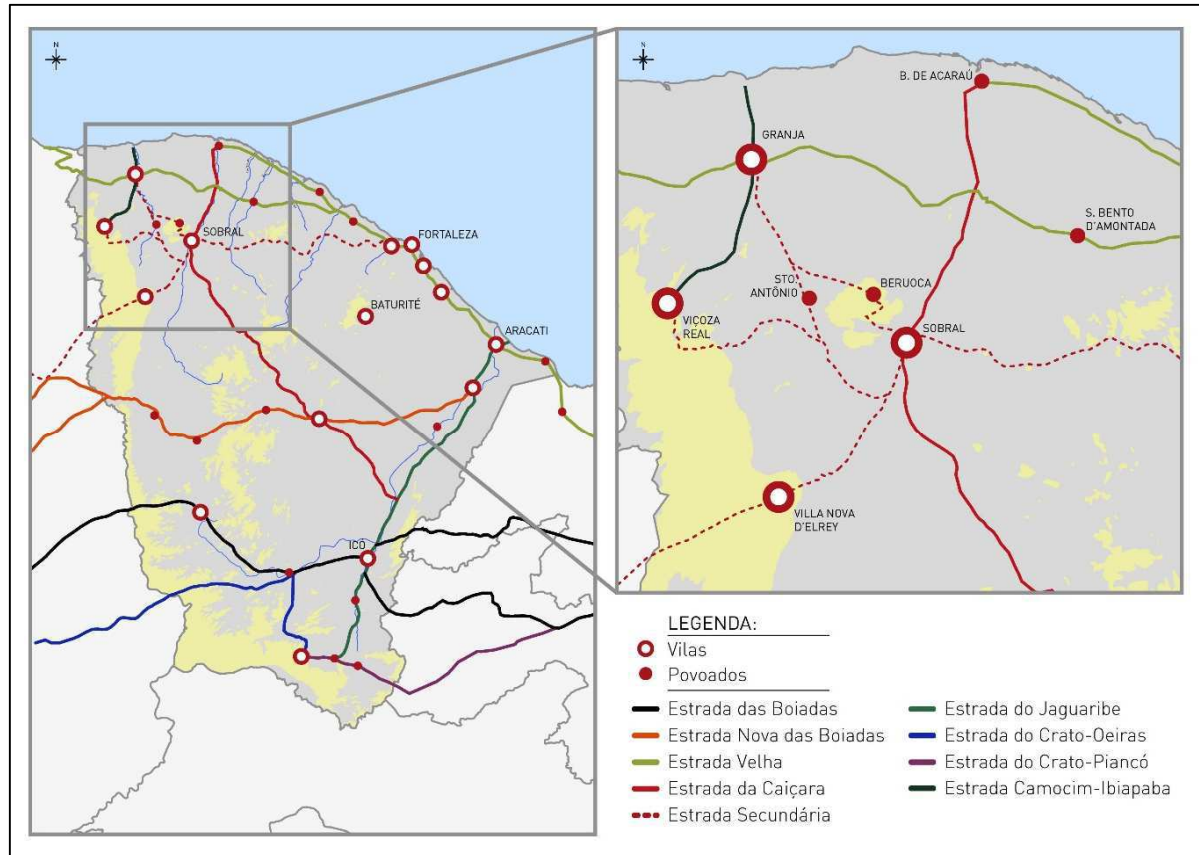 N
SOBRAL
FORTALEZA
BATURITÉ
ARACATI
ICÓ
N
B. DE ACARAÚ
GRANJA
S. BENTO
D'AMONTADA
STO.
ANTÔNIO
BERUOCA
VIÇOZA
REAL
SOBRAL
VILLA NOVA
D'ELREY
LEGENDA:
Vilas
Povoados
Estrada das Boiadas
Estrada Nova das Boiadas
Estrada Velha
Estrada da Caiçara
Estrada Secundária
Estrada do Jaguaribe
Estrada do Crato-Oeiras
Estrada do Crato-Piancó
Estrada Camocim-Ibiapaba